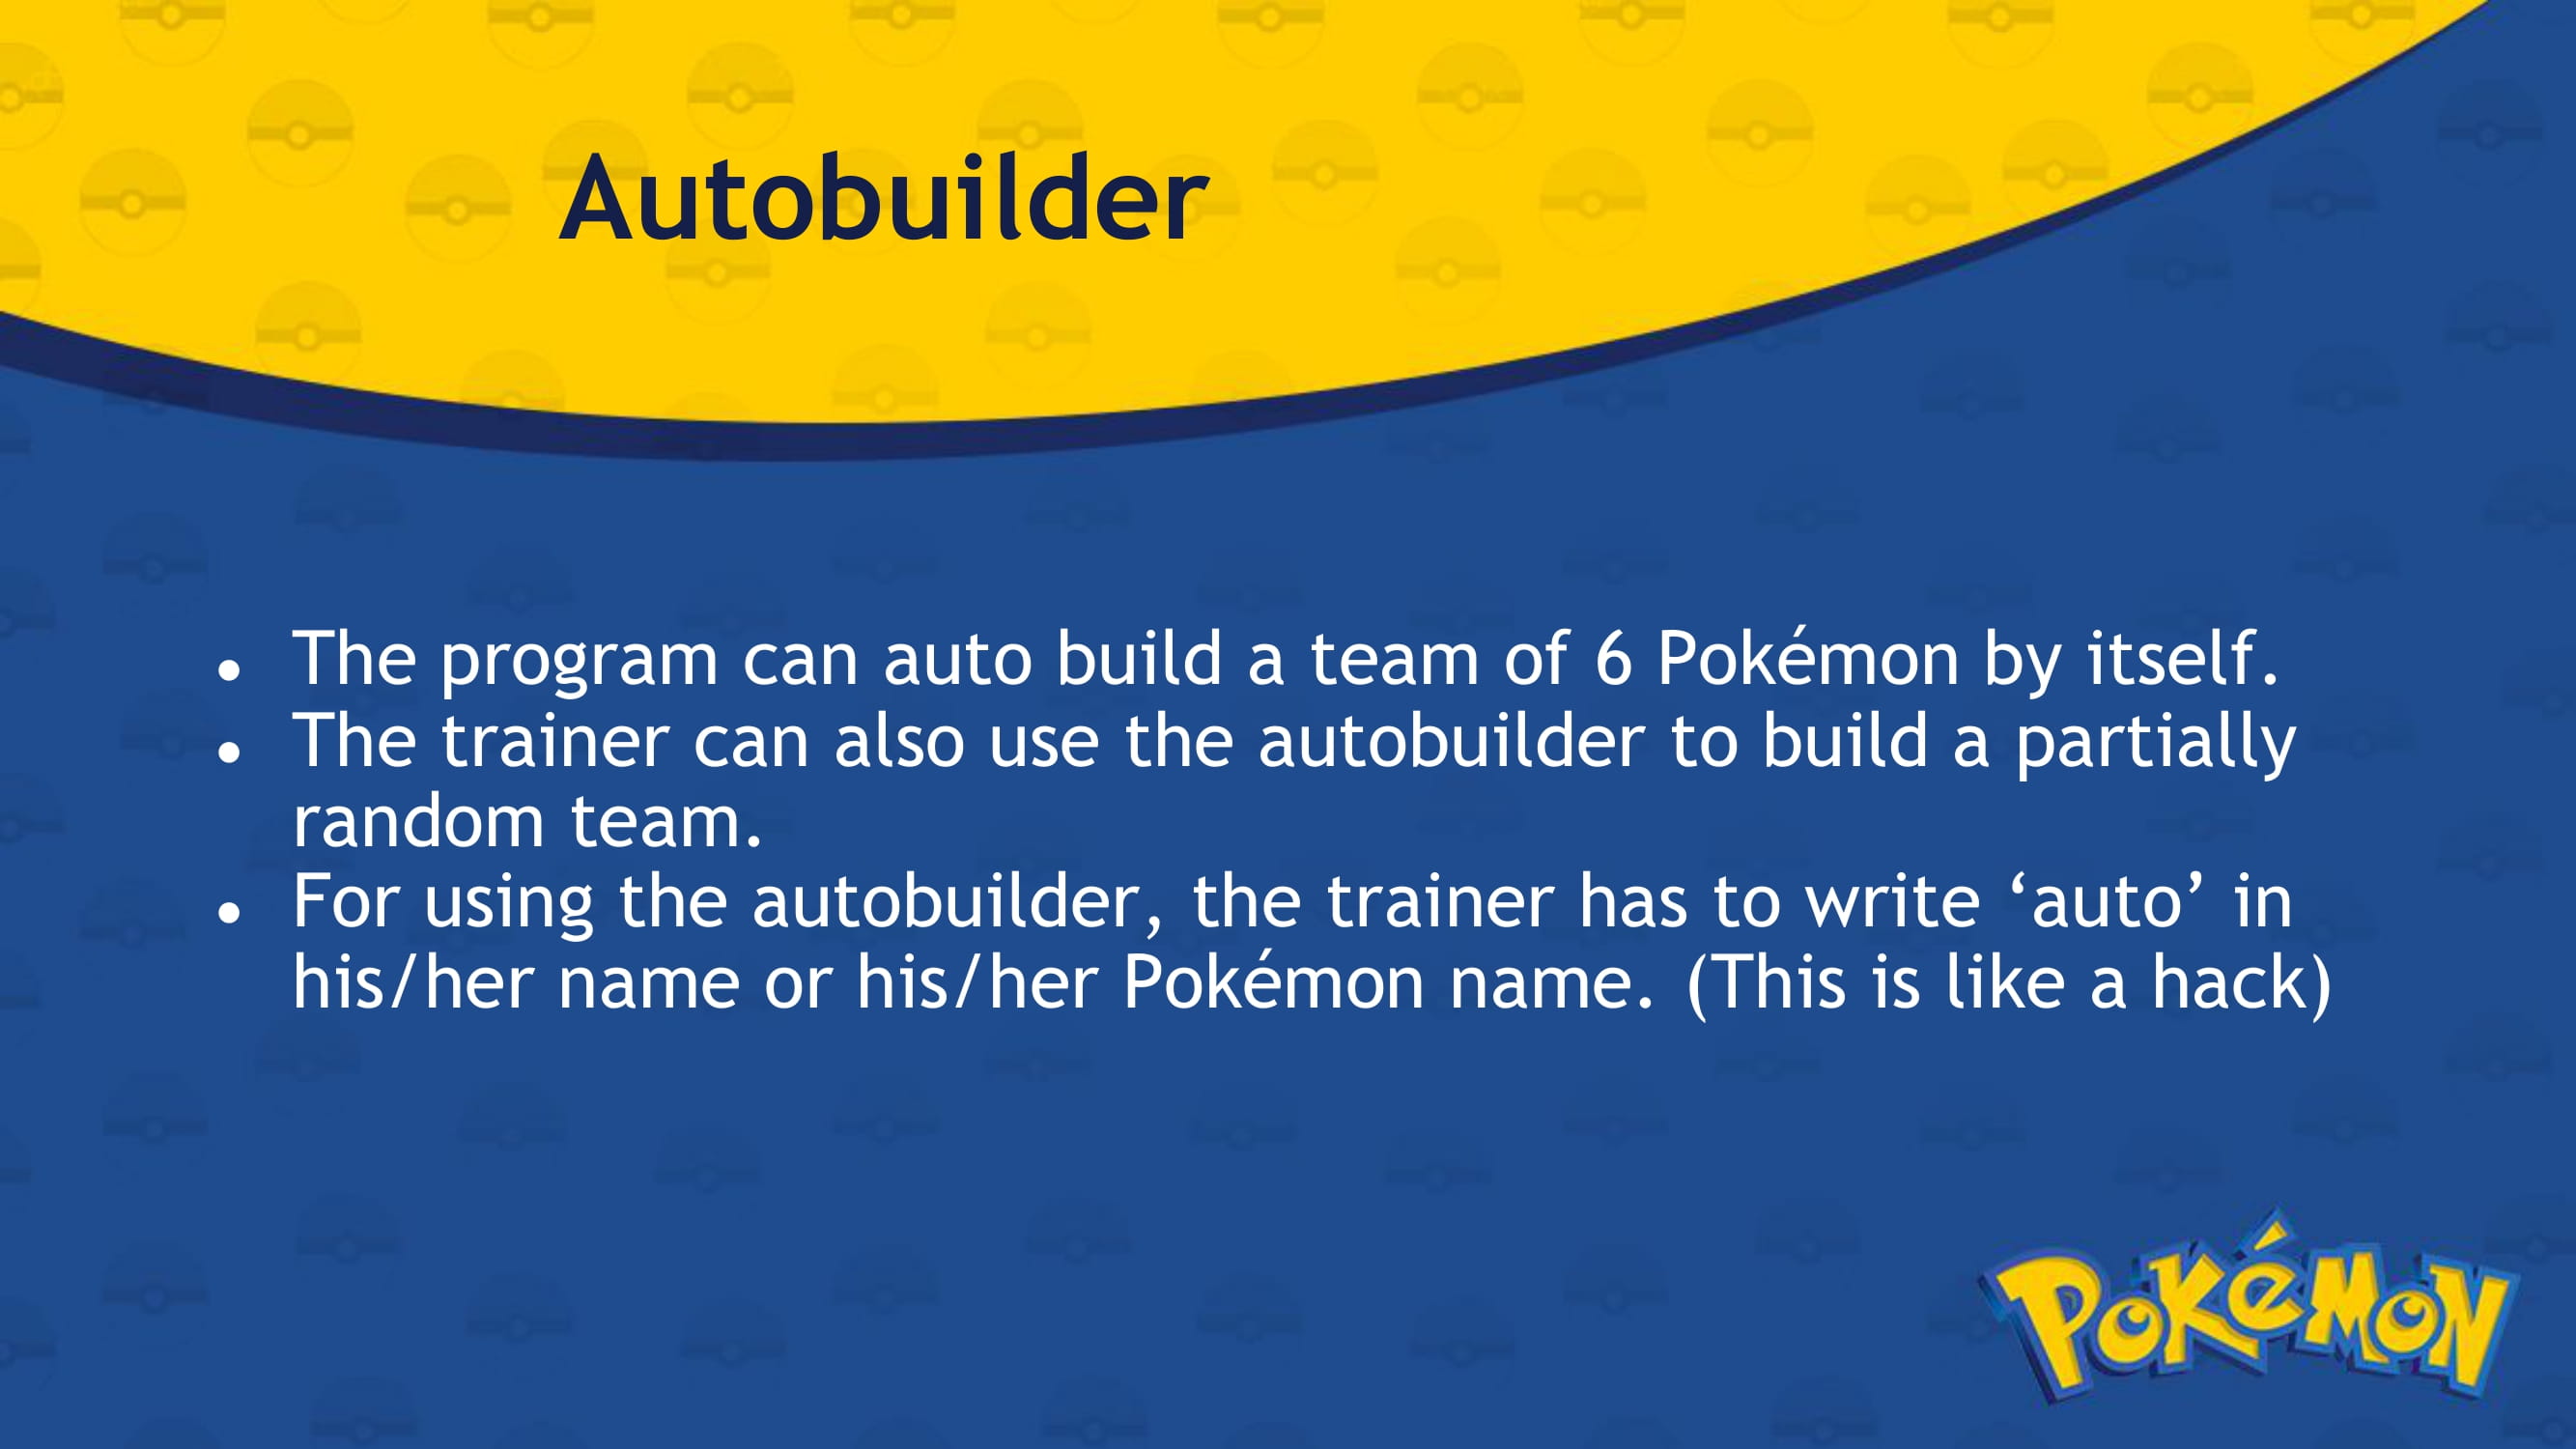 Autobuilder
● The program can auto build a team of 6 Pokémon by itself.
● The trainer can also use the autobuilder to build a partially
random team.
● For using the autobuilder, the trainer has to write ‘auto’ in
his/her name or his/her Pokémon name. (This is like a hack)
POKéMON